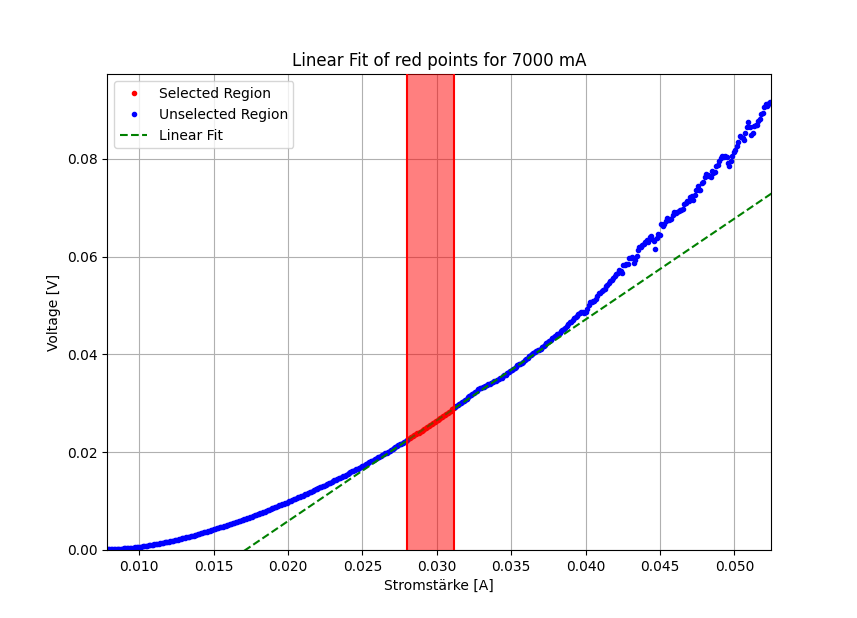 Linear Fit of red points for 7000 mA
Selected Region
Unselected Region
Linear Fit
0.08
0.06
0.04
0.02
0.00
Voltage [V]
0.010 0.015 0.020 0.025 0.030 0.035 0.040 0.045 0.050
Stromstärke [A]